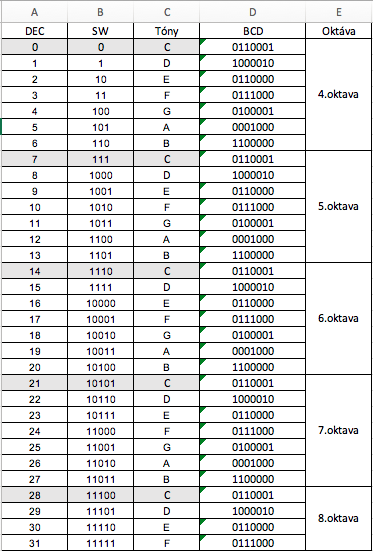 A B C D E
DEC SW Tóny BCD Oktáva
0 0 C 0110001
1 1 D 1000010
2 10 E 0110000
3 11 F 0111000 4.oktava
4 100 G 0100001
5 101 A 0001000
6 110 B 1100000
7 111 C 0110001
8 1000 D 1000010
9 1001 E 0110000
10 1010 F 0111000 5.oktava
11 1011 G 0100001
12 1100 A 0001000
13 1101 B 1100000
14 1110 C 0110001
15 1111 D 1000010
16 10000 E 0110000
17 10001 F 0111000 6.oktava
18 10010 G 0100001
19 10011 A 0001000
20 10100 B 1100000
21 10101 C 0110001
22 10110 D 1000010
23 10111 E 0110000
24 11000 F 0111000 7.oktava
25 11001 G 0100001
26 11010 A 0001000
27 11011 B 1100000
28 11100 C 0110001
29 11101 D 1000010 8.oktava
30 11110 E 0110000
31 11111 F 0111000